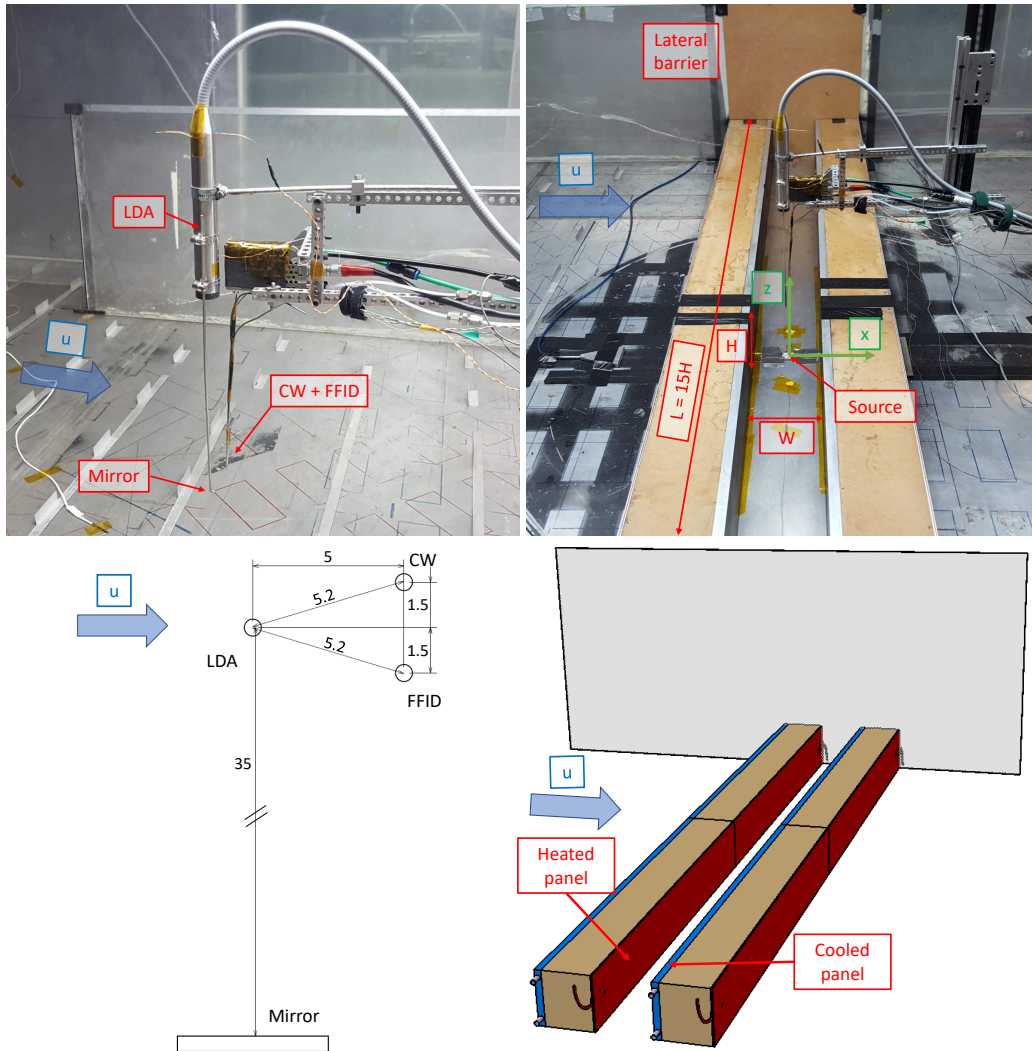 LDA
u
CW + FFID
Mirror
Lateral
barrier
u
z
x
H
L = 15H
W
Source
u
5
CW
5.2
1.5
5.2
1.5
LDA
FFID
35
Mirror
u
Heated
panel
Cooled
panel